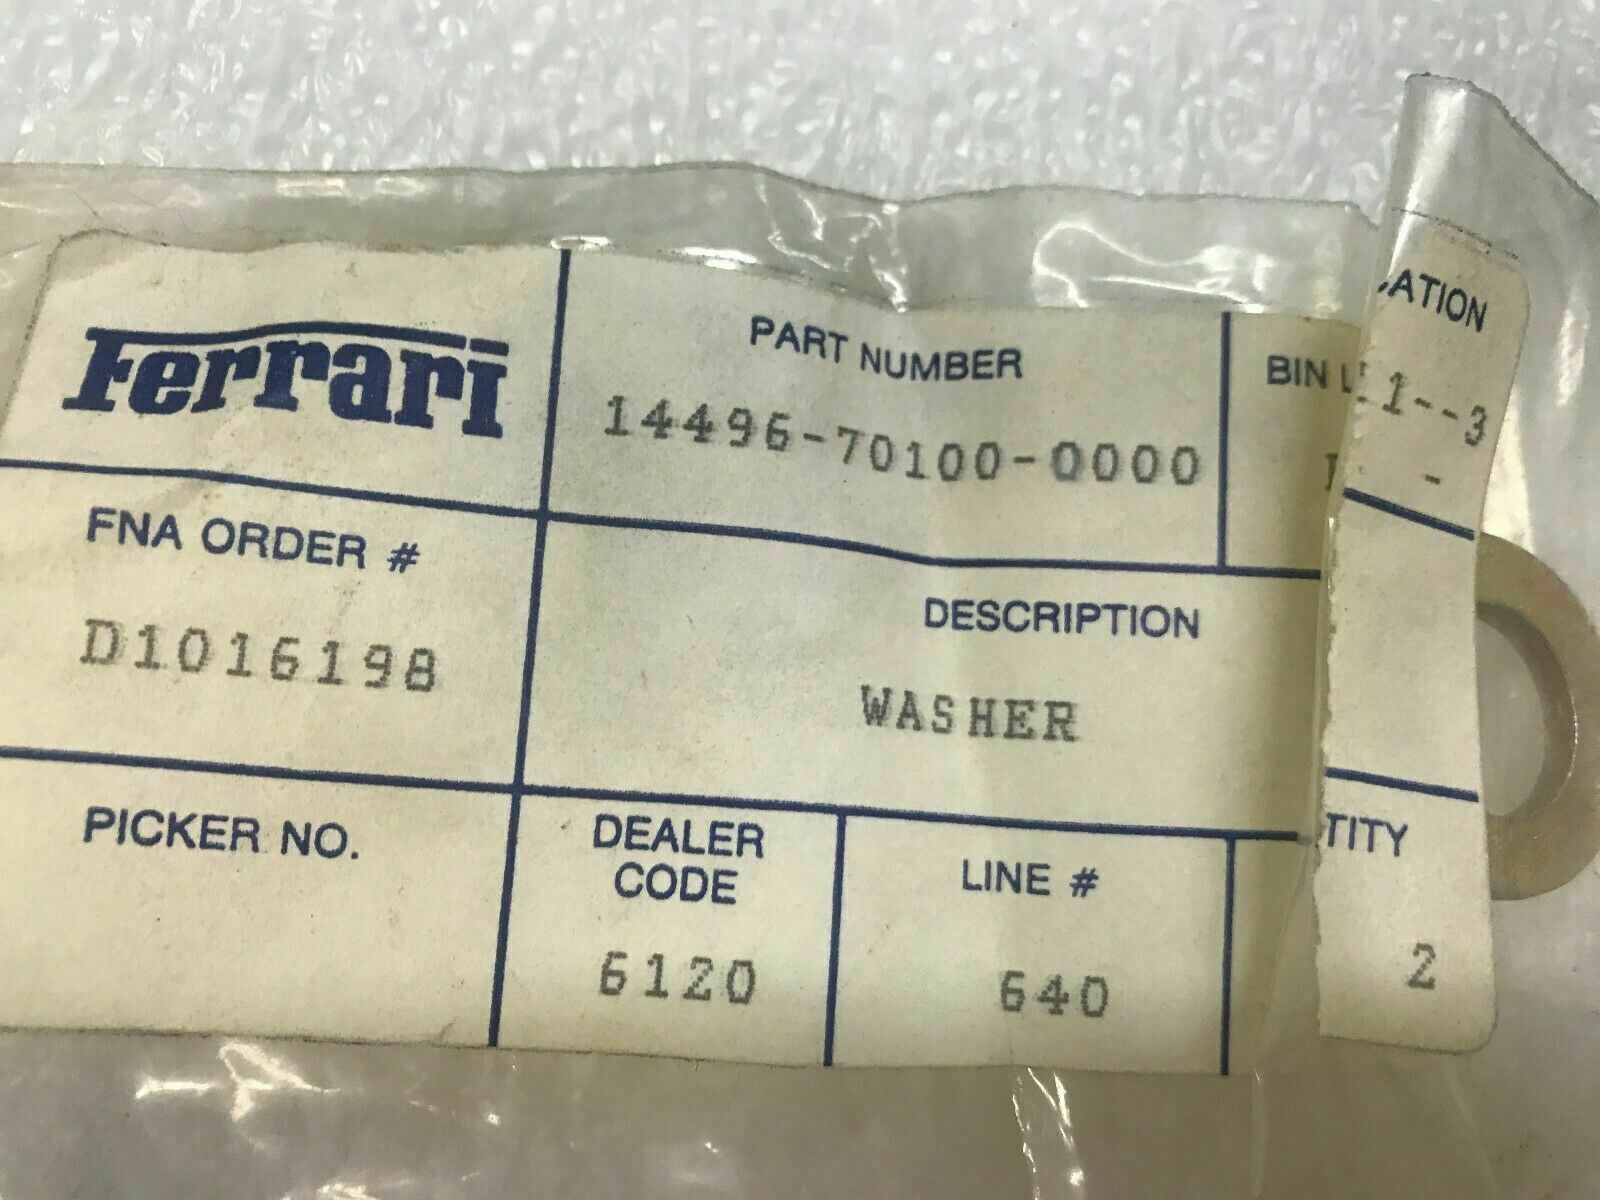 Ferrari
PART NUMBER
14496-70100-0000
BIN L
CATION
1--3
-
FNA ORDER #
D1016198
DESCRIPTION
WASHER
PICKER NO.
DEALER
CODE
6120
LINE #
640
TITY
2